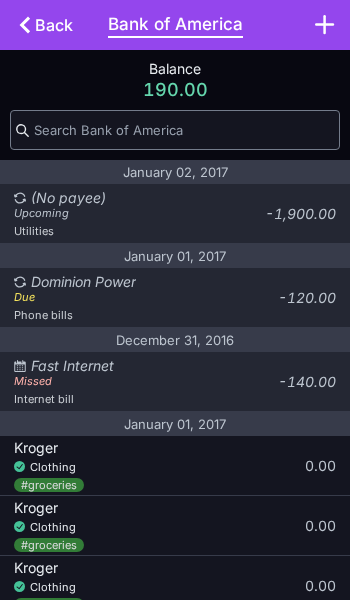 Back
Bank of America
Balance
190.00
Search Bank of America
January 02, 2017
(No payee)
Upcoming
-1,900.00
Utilities
January 01, 2017
Dominion Power
Due
-120.00
Phone bills
December 31, 2016
Fast Internet
Missed
-140.00
Internet bill
January 01, 2017
Kroger
Clothing
0.00
#groceries
Kroger
Clothing
0.00
#groceries
Kroger
Clothing
0.00